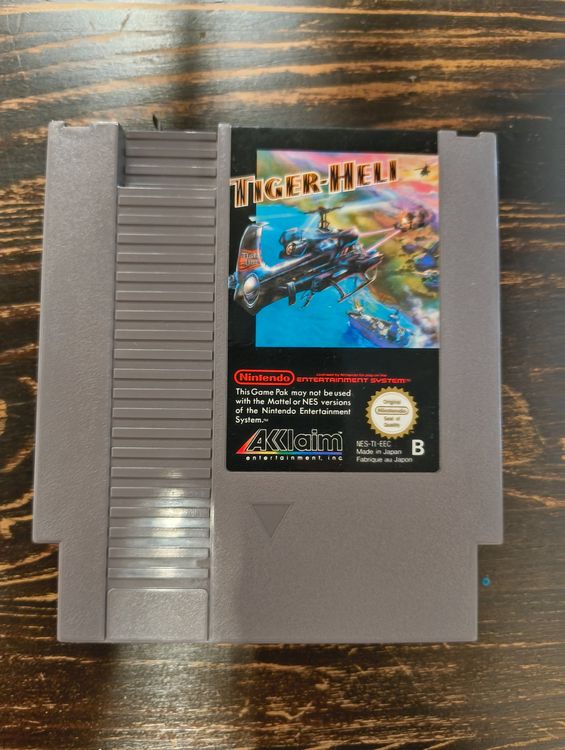 TIGER-HELI
Nintendo
Licensed by Nintendo for play on the
ENTERTAINMENT SYSTEM™
This Game Pak may not be used
with the Mattel or NES versions
of the Nintendo Entertainment
System.™
AKKlaim
entertainment, inc.
Original
Nintendo
Seal of
Quality
NES-TI-EEC
Made in Japan
Fabriqué au Japon
B